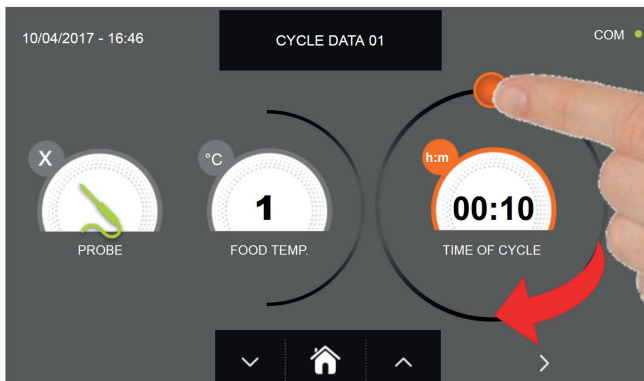 10/04/2017 - 16:46
CYCLE DATA 01
COM
X
°C
h:m
1
00:10
PROBE
FOOD TEMP.
TIME OF CYCLE